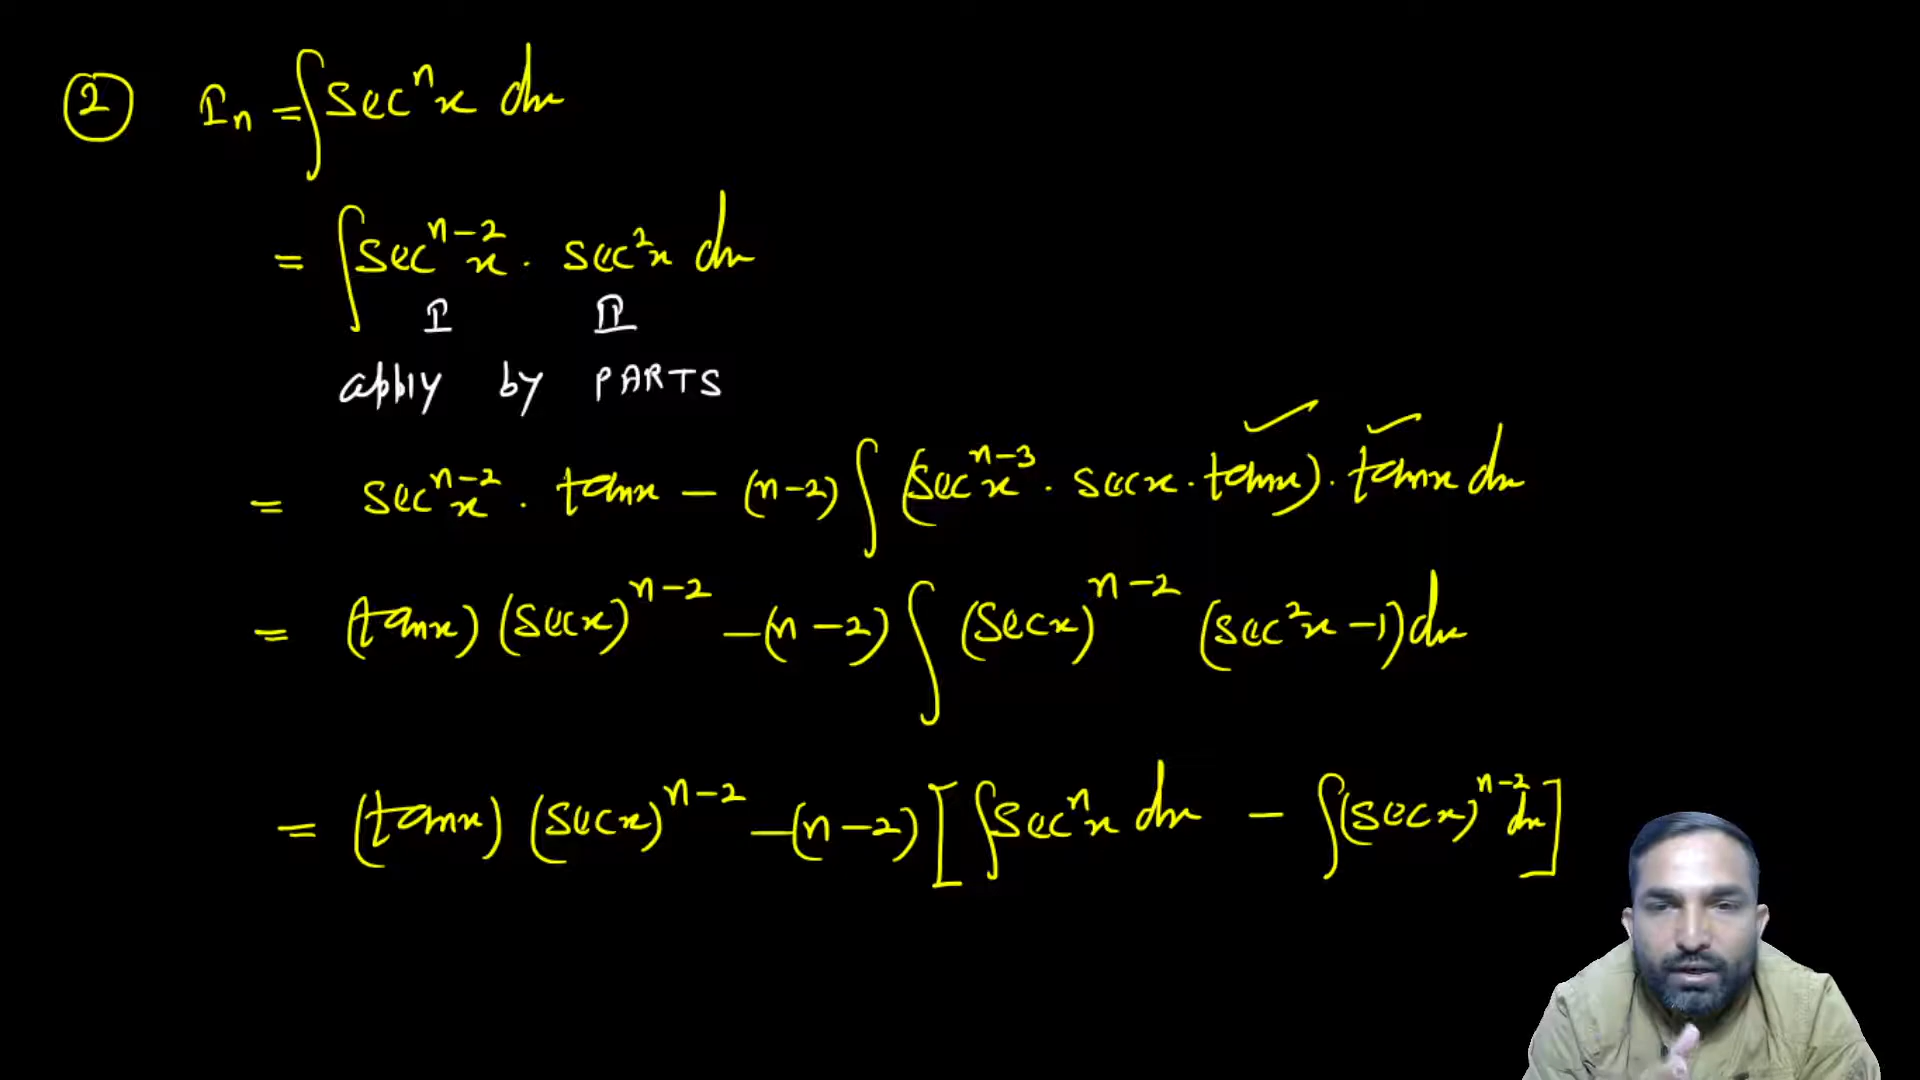 ② Iₙ = ∫ secⁿx dx
= ∫ secⁿ⁻²x · sec²x dx
I II
apply by PARTS
= secⁿ⁻²x · tanx − (n−2) ∫ (secⁿ⁻³x · secx · tanx) · tanx dx
= (tanx) (secx)ⁿ⁻² − (n−2) ∫ (secx)ⁿ⁻² (sec²x − 1) dx
= (tanx) (secx)ⁿ⁻² − (n−2) [ ∫ secⁿx dx − ∫ (secx)ⁿ⁻² dx ]